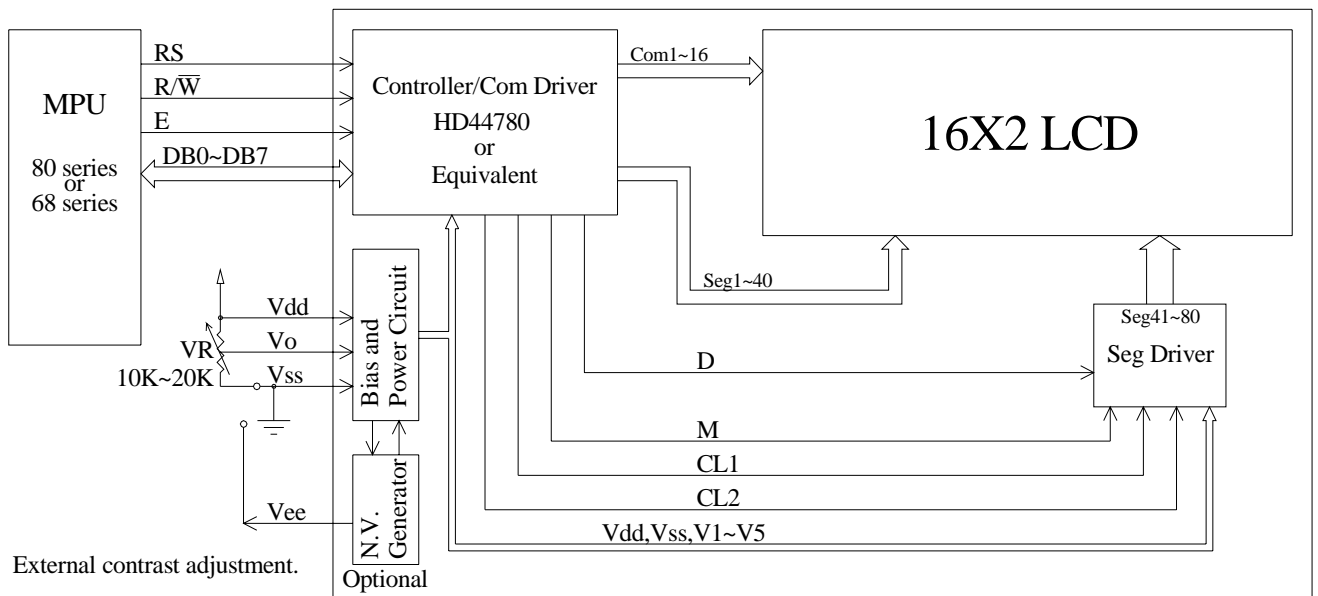 MPU
80 series
or
68 series
RS
R/W̅
E
DB0~DB7
Controller/Com Driver
HD44780
or
Equivalent
Com1~16
16X2 LCD
Seg1~40
Seg41~80
Seg Driver
Vdd
Vo
VR
10K~20K
Vss
Bias and
Power Circuit
D
M
CL1
CL2
Vdd,Vss,V1~V5
Vee
N.V.
Generator
Optional
External contrast adjustment.